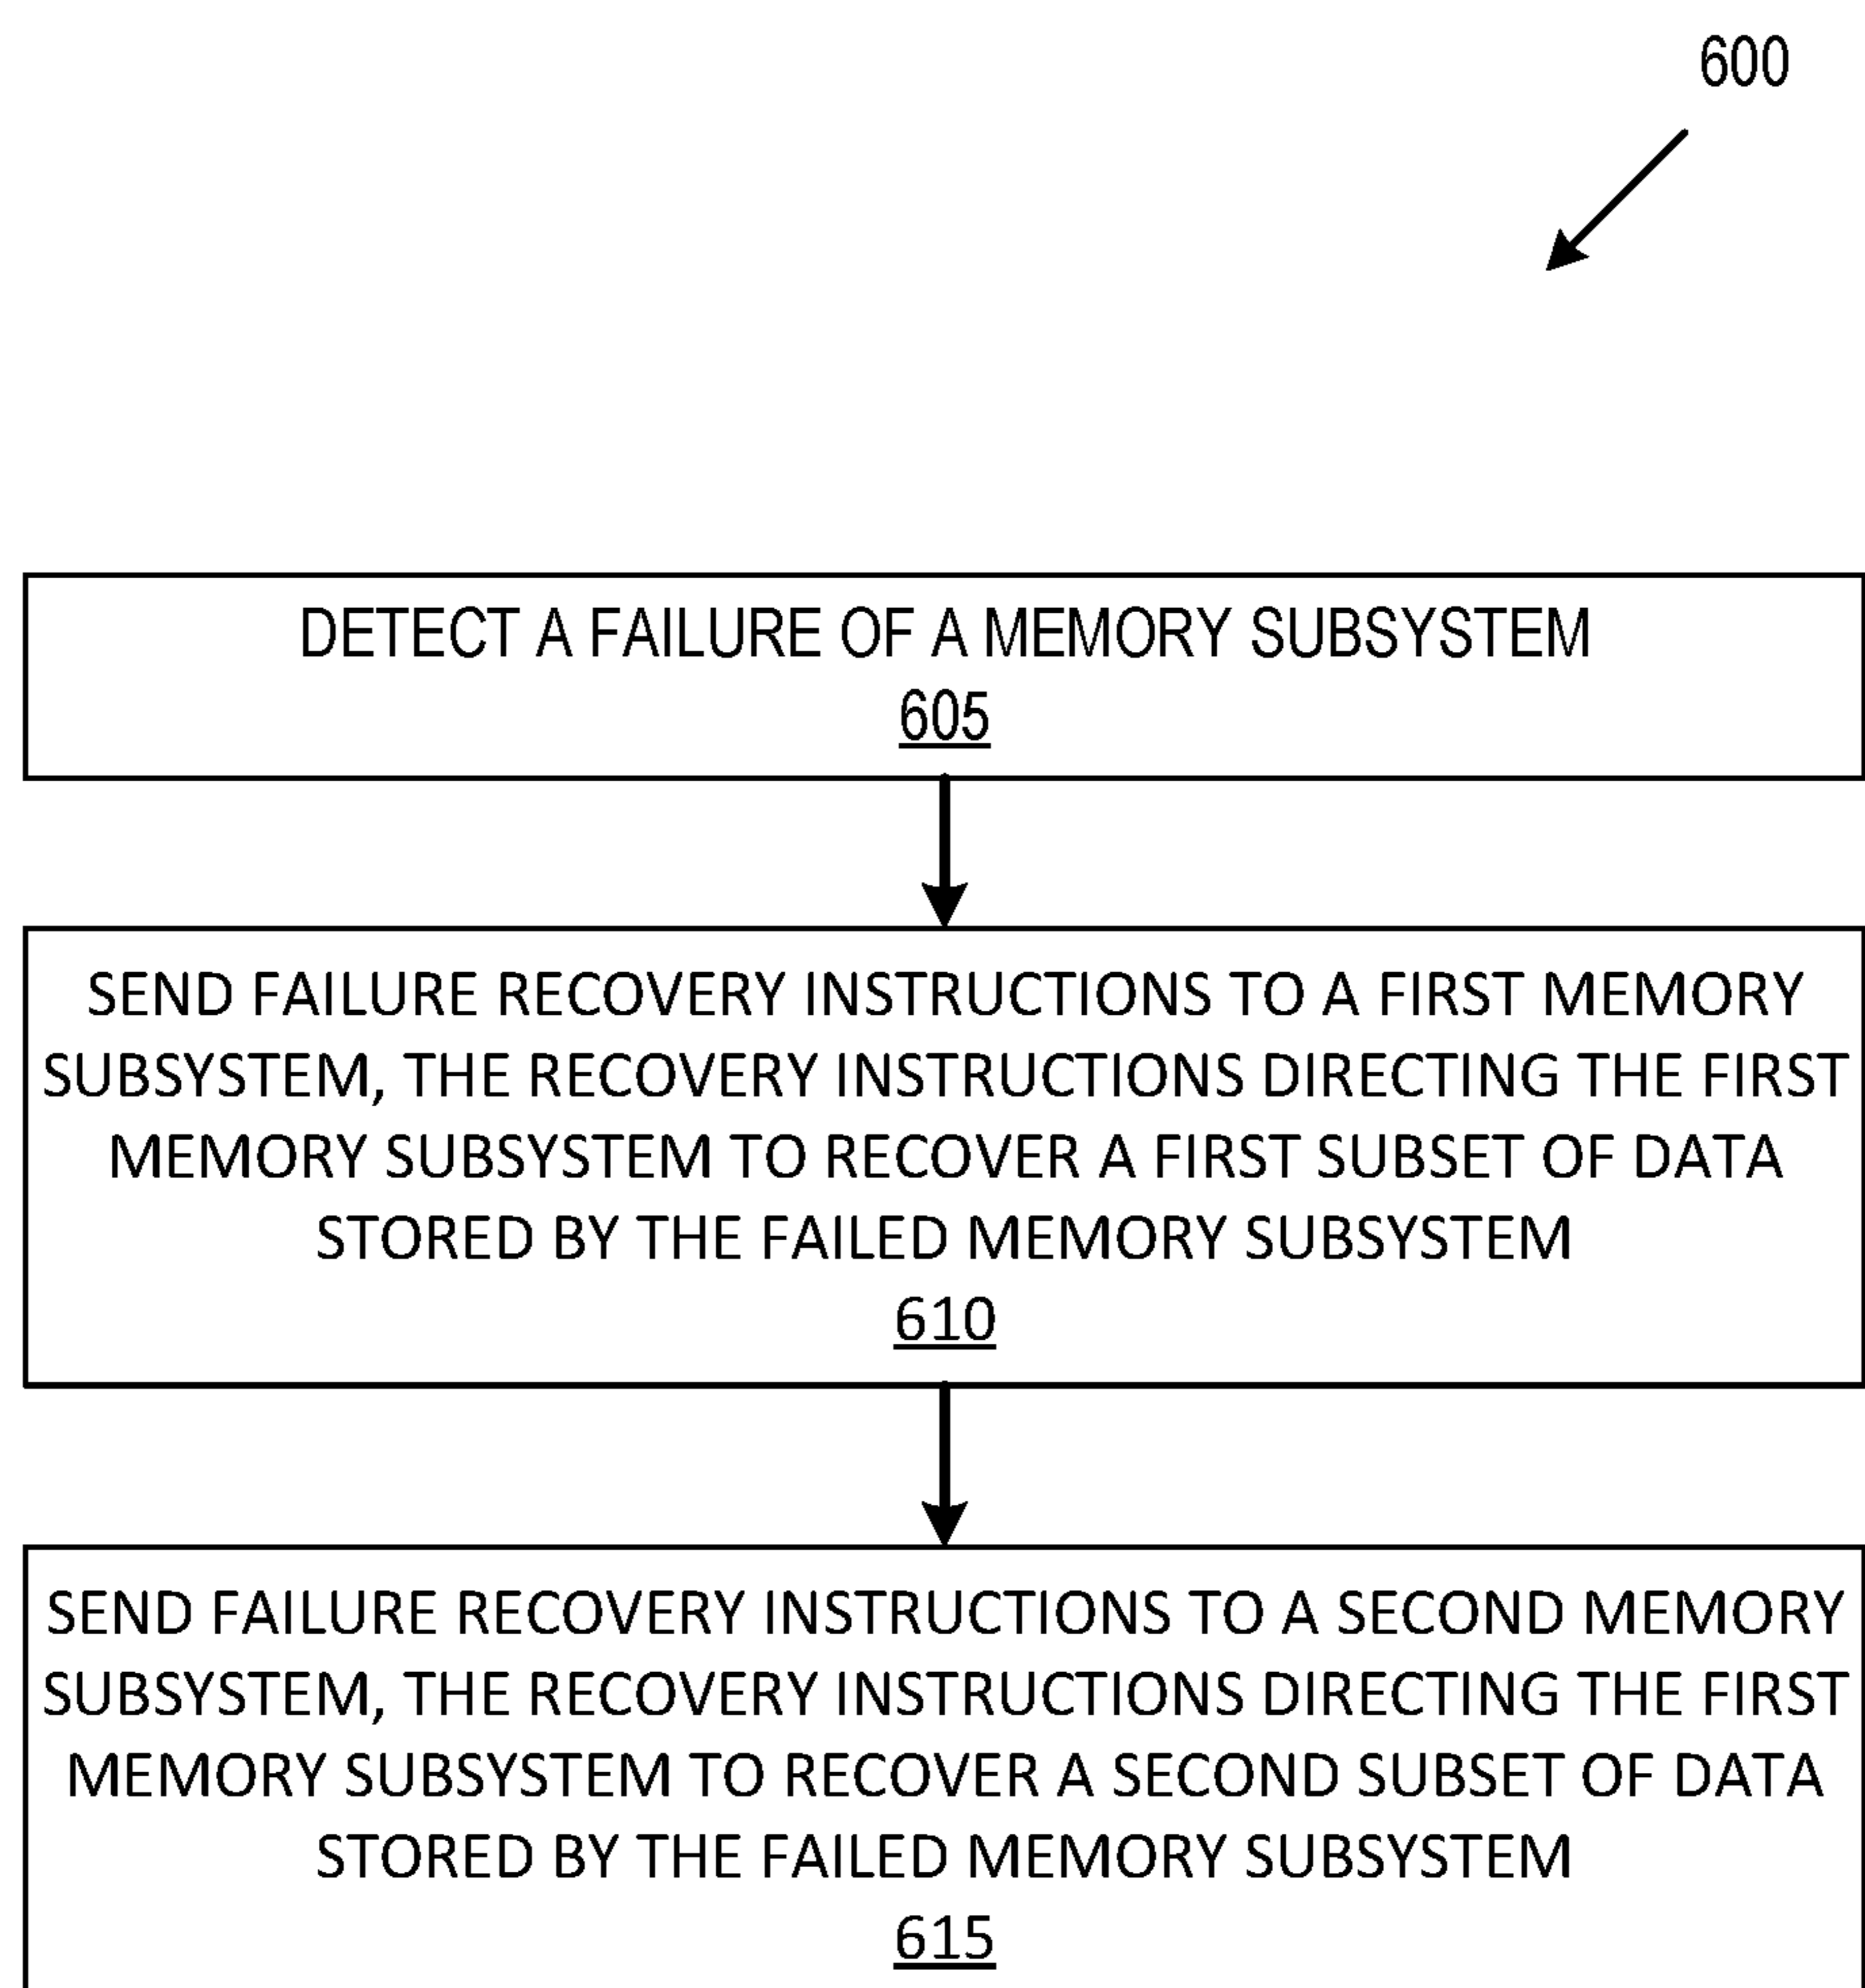 600
DETECT A FAILURE OF A MEMORY SUBSYSTEM
605
SEND FAILURE RECOVERY INSTRUCTIONS TO A FIRST MEMORY
SUBSYSTEM, THE RECOVERY INSTRUCTIONS DIRECTING THE FIRST
MEMORY SUBSYSTEM TO RECOVER A FIRST SUBSET OF DATA
STORED BY THE FAILED MEMORY SUBSYSTEM
610
SEND FAILURE RECOVERY INSTRUCTIONS TO A SECOND MEMORY
SUBSYSTEM, THE RECOVERY INSTRUCTIONS DIRECTING THE FIRST
MEMORY SUBSYSTEM TO RECOVER A SECOND SUBSET OF DATA
STORED BY THE FAILED MEMORY SUBSYSTEM
615